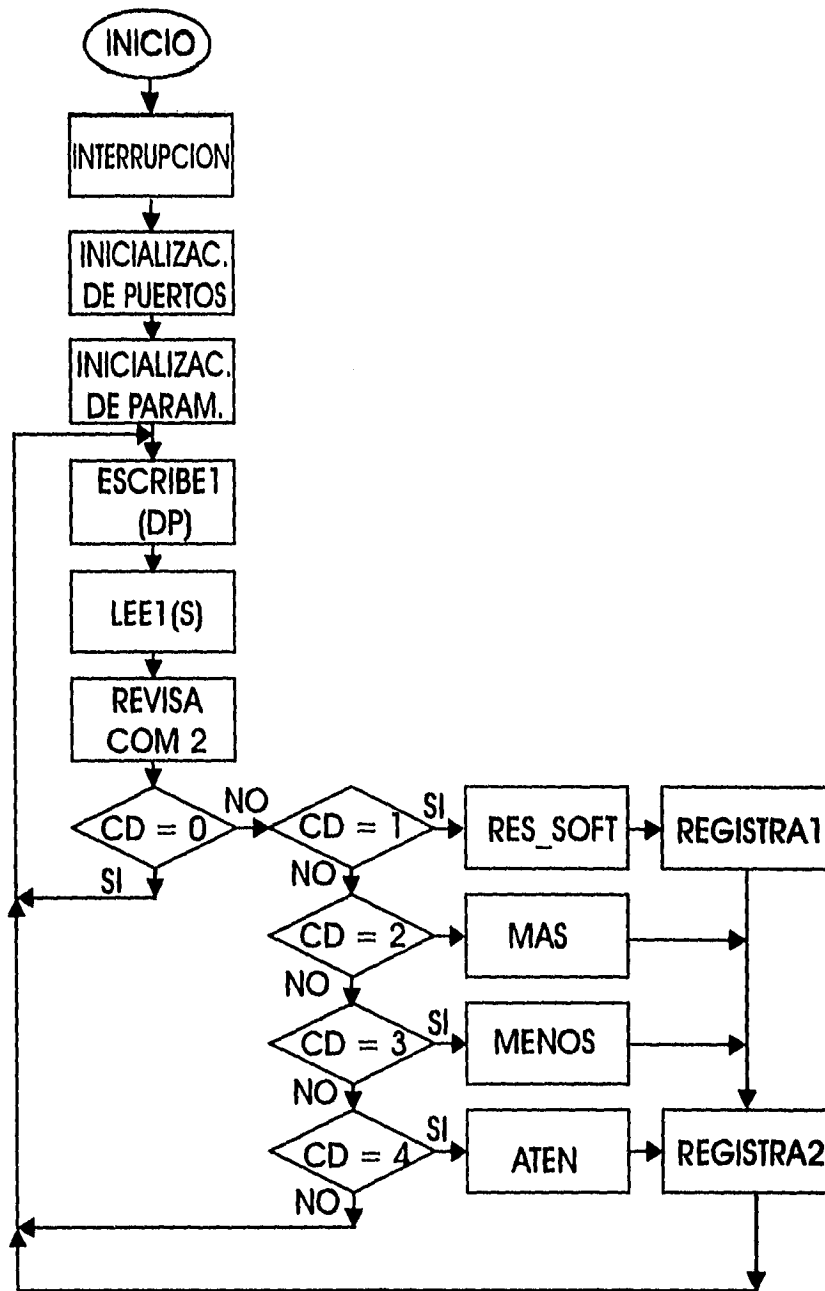 INICIO
INTERRUPCION
INICIALIZAC.
DE PUERTOS
INICIALIZAC.
DE PARAM.
ESCRIBE1
(DP)
LEE1(S)
REVISA
COM 2
CD = 0
NO
SI
CD = 1
SI
NO
RES_SOFT
REGISTRA1
CD = 2
NO
MAS
CD = 3
SI
NO
MENOS
CD = 4
SI
NO
ATEN
REGISTRA2